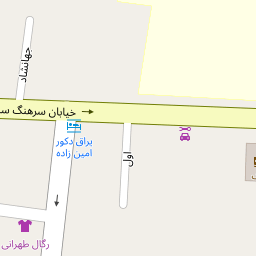 جهانشاد
خیابان سرهنگ
یراق دکور
امین زاده
اول
رگال طهرانی